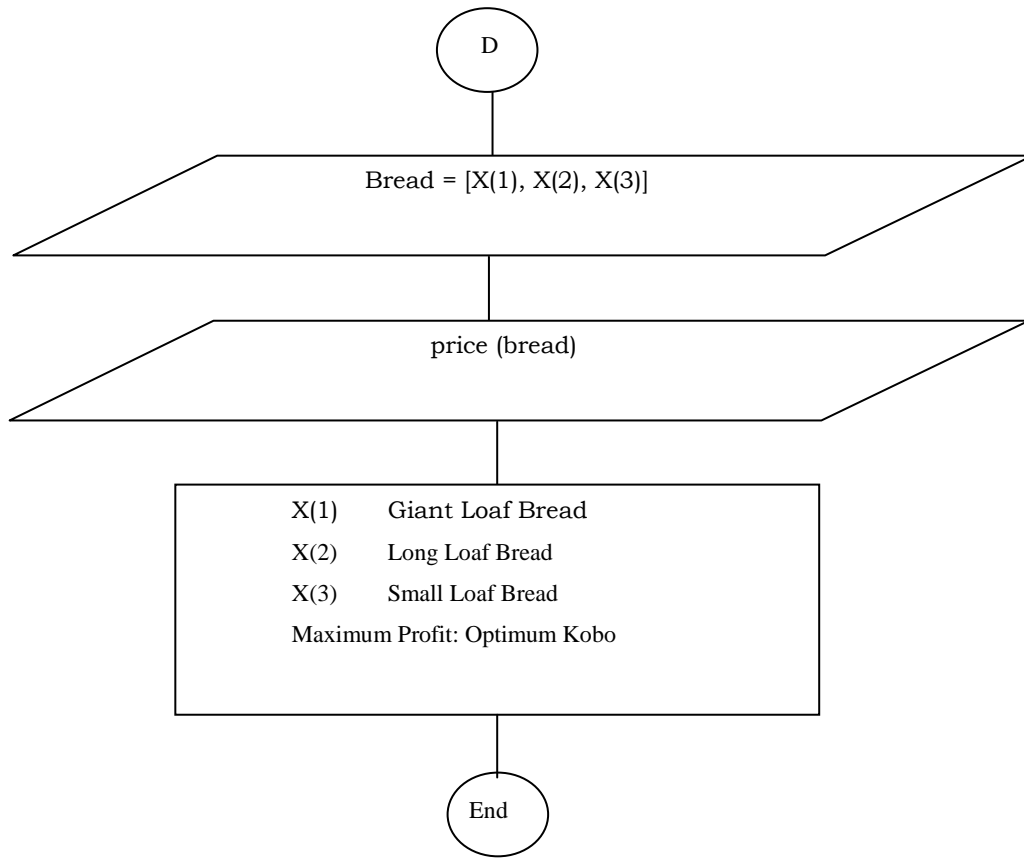 D
Bread = [X(1), X(2), X(3)]
price (bread)
X(1) Giant Loaf Bread
X(2) Long Loaf Bread
X(3) Small Loaf Bread
Maximum Profit: Optimum Kobo
End